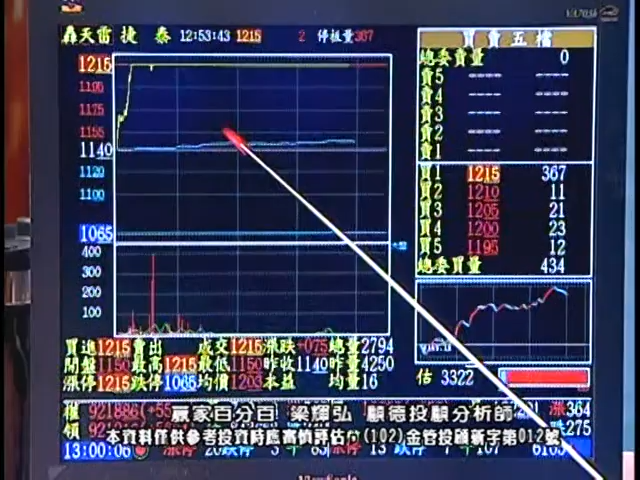 轟天雷 捷 泰 12:53:43 1215 2 停祖量367
買賣五檔
總委賣量 0
賣5 ---- ----
賣4 ---- ----
賣3 ---- ----
賣2 ---- ----
賣1 ---- ----
買1 1215 367
買2 1210 11
買3 1205 21
買4 1200 23
買5 1195 12
總委買量 434
1215
1195
1175
1155
1140
1120
1100
1065
400
300
200
100
買進1215賣出 成交1215漲跌+075總量2794
開盤1150最高1215最低1150昨收1140昨量4250
漲停1215跌停1065均價1203本益 均量16
估 3322
贏家百分百 梁輝弘 顧德投顧分析師
本資料僅供參考投資時應審慎評估(102)金管投顧新字第012號
13:00:06
ViewSonic